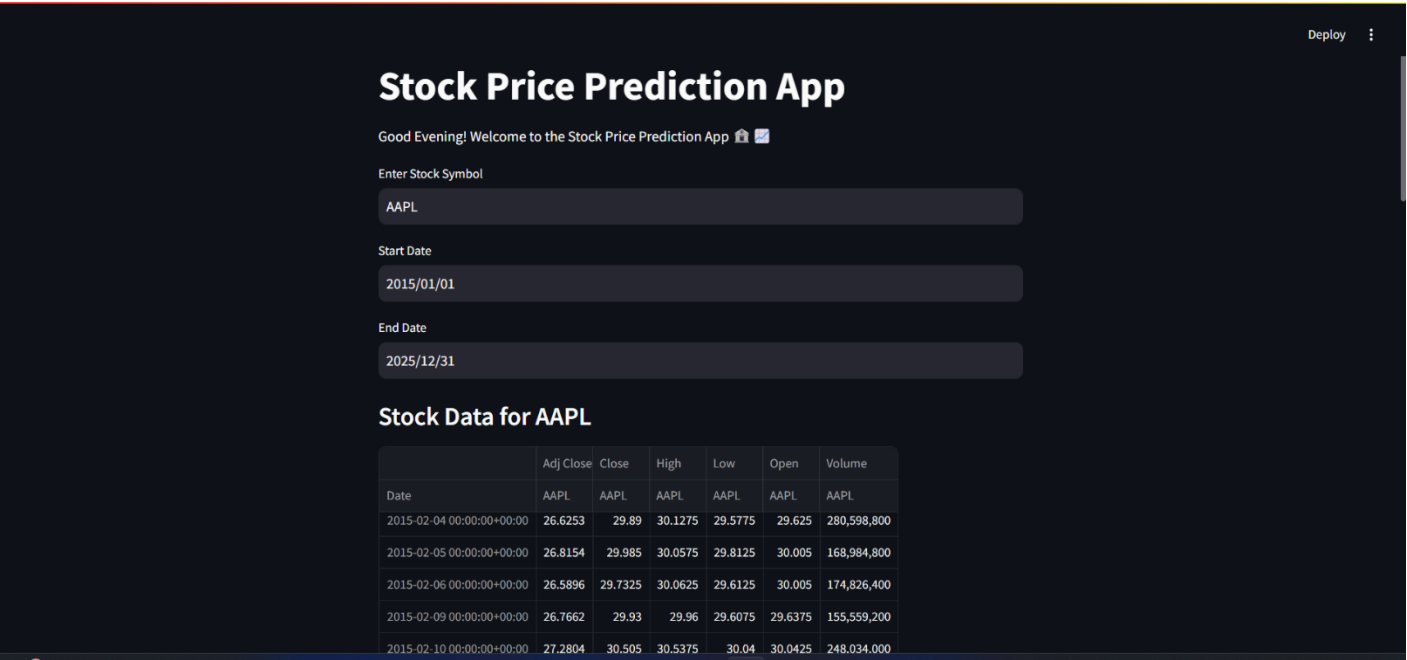 Deploy
Stock Price Prediction App
Good Evening! Welcome to the Stock Price Prediction App 🏦 📈
Enter Stock Symbol
AAPL
Start Date
2015/01/01
End Date
2025/12/31
Stock Data for AAPL
Adj Close Close High Low Open Volume
Date AAPL AAPL AAPL AAPL AAPL AAPL
2015-02-04 00:00:00+00:00 26.6253 29.89 30.1275 29.5775 29.625 280,598,800
2015-02-05 00:00:00+00:00 26.8154 29.985 30.0575 29.8125 30.005 168,984,800
2015-02-06 00:00:00+00:00 26.5896 29.7325 30.0625 29.6125 30.005 174,826,400
2015-02-09 00:00:00+00:00 26.7662 29.93 29.96 29.6075 29.6375 155,559,200
2015-02-10 00:00:00+00:00 27.2804 30.505 30.5375 30.04 30.0425 248,034,000